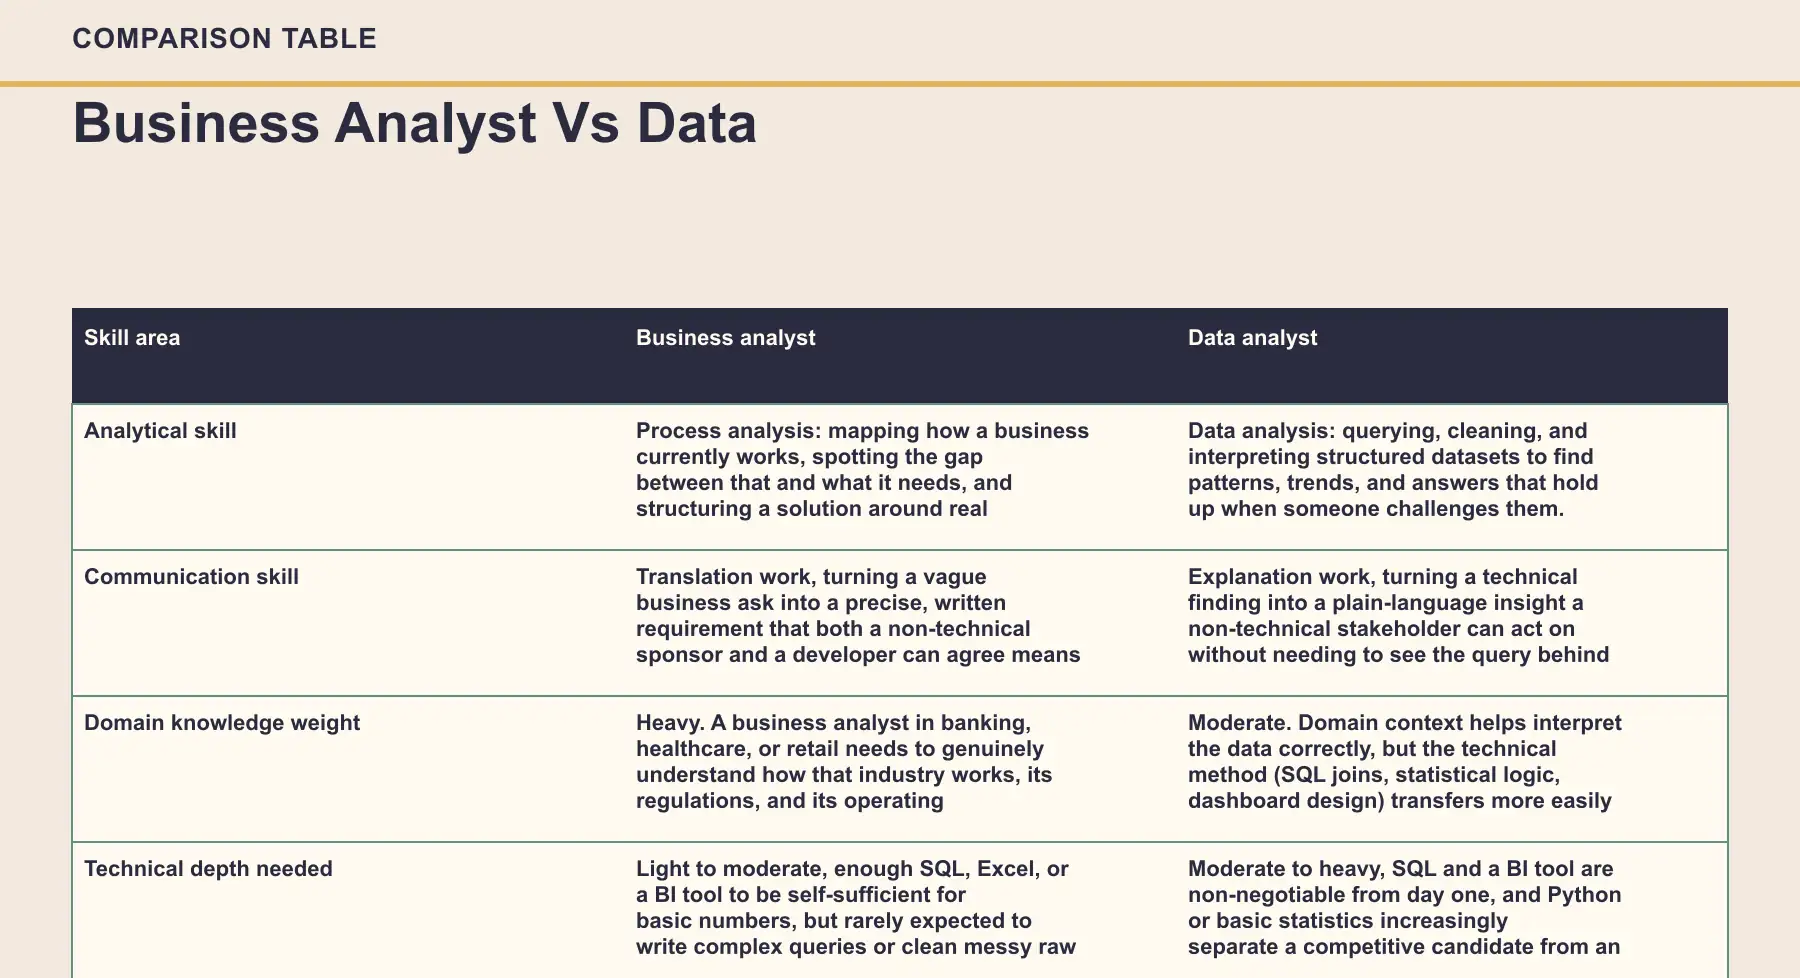 COMPARISON TABLE
Business Analyst Vs Data
Skill area
Business analyst
Data analyst
Analytical skill
Process analysis: mapping how a business
currently works, spotting the gap
between that and what it needs, and
structuring a solution around real
Data analysis: querying, cleaning, and
interpreting structured datasets to find
patterns, trends, and answers that hold
up when someone challenges them.
Communication skill
Translation work, turning a vague
business ask into a precise, written
requirement that both a non-technical
sponsor and a developer can agree means
Explanation work, turning a technical
finding into a plain-language insight a
non-technical stakeholder can act on
without needing to see the query behind
Domain knowledge weight
Heavy. A business analyst in banking,
healthcare, or retail needs to genuinely
understand how that industry works, its
regulations, and its operating
Moderate. Domain context helps interpret
the data correctly, but the technical
method (SQL joins, statistical logic,
dashboard design) transfers more easily
Technical depth needed
Light to moderate, enough SQL, Excel, or
a BI tool to be self-sufficient for
basic numbers, but rarely expected to
write complex queries or clean messy raw
Moderate to heavy, SQL and a BI tool are
non-negotiable from day one, and Python
or basic statistics increasingly
separate a competitive candidate from an